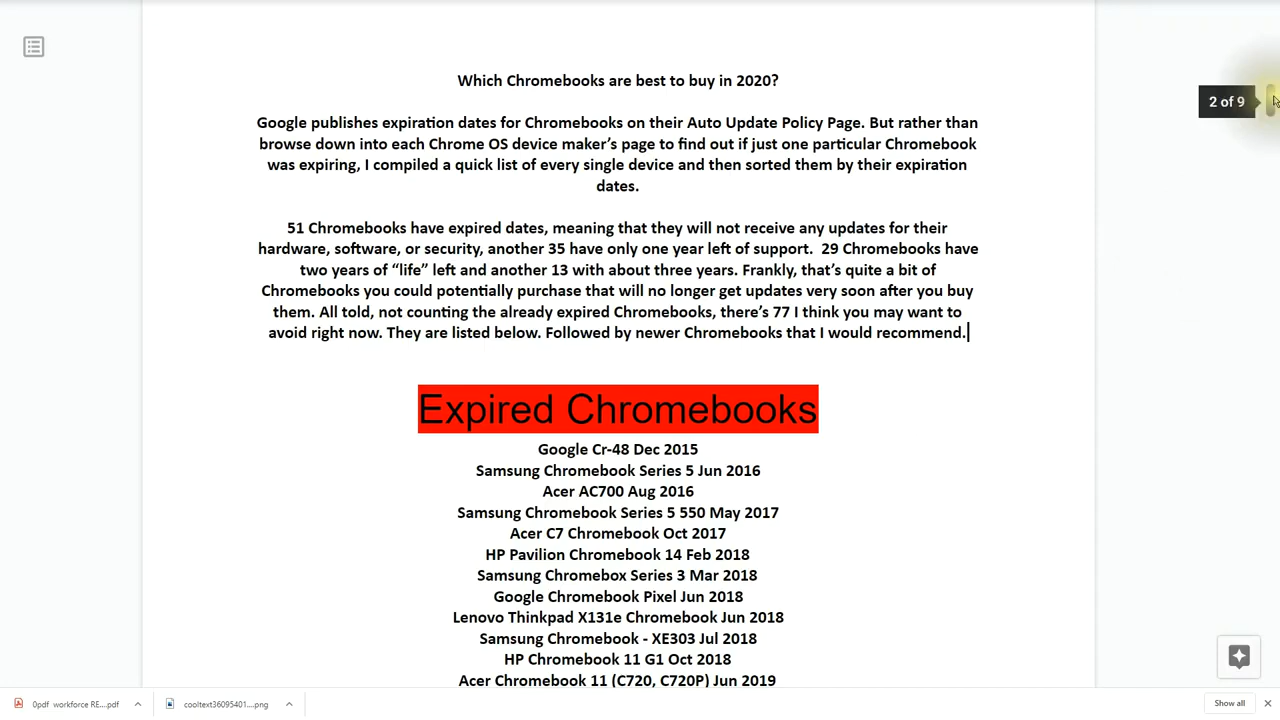 Which Chromebooks are best to buy in 2020?
Google publishes expiration dates for Chromebooks on their Auto Update Policy Page. But rather than
browse down into each Chrome OS device maker’s page to find out if just one particular Chromebook
was expiring, I compiled a quick list of every single device and then sorted them by their expiration
dates.
51 Chromebooks have expired dates, meaning that they will not receive any updates for their
hardware, software, or security, another 35 have only one year left of support.  29 Chromebooks have
two years of “life” left and another 13 with about three years. Frankly, that’s quite a bit of
Chromebooks you could potentially purchase that will no longer get updates very soon after you buy
them. All told, not counting the already expired Chromebooks, there’s 77 I think you may want to
avoid right now. They are listed below. Followed by newer Chromebooks that I would recommend.
2 of 9
Expired Chromebooks
Google Cr-48 Dec 2015
Samsung Chromebook Series 5 Jun 2016
Acer AC700 Aug 2016
Samsung Chromebook Series 5 550 May 2017
Acer C7 Chromebook Oct 2017
HP Pavilion Chromebook 14 Feb 2018
Samsung Chromebox Series 3 Mar 2018
Google Chromebook Pixel Jun 2018
Lenovo Thinkpad X131e Chromebook Jun 2018
Samsung Chromebook - XE303 Jul 2018
HP Chromebook 11 G1 Oct 2018
Acer Chromebook 11 (C720, C720P) Jun 2019
0pdf workforce RE....pdf
cooltext36095401....png
Show all